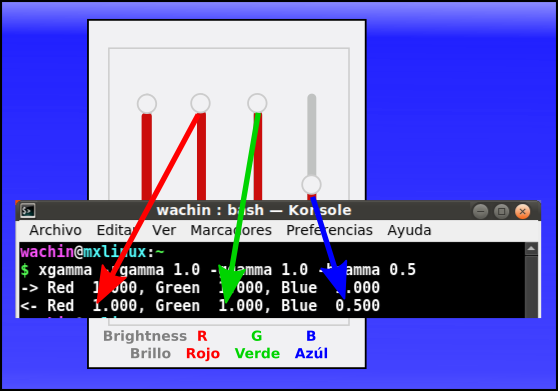 wachin : bash — Konsole
Archivo Editar Ver Marcadores Preferencias Ayuda
wachin@mxlinux:~
$ xgamma -rgamma 1.0 -ggamma 1.0 -bgamma 0.5
-> Red 1.000, Green 1.000, Blue 1.000
<- Red 1.000, Green 1.000, Blue 0.500
Brightness R G B
Brillo Rojo Verde Azúl